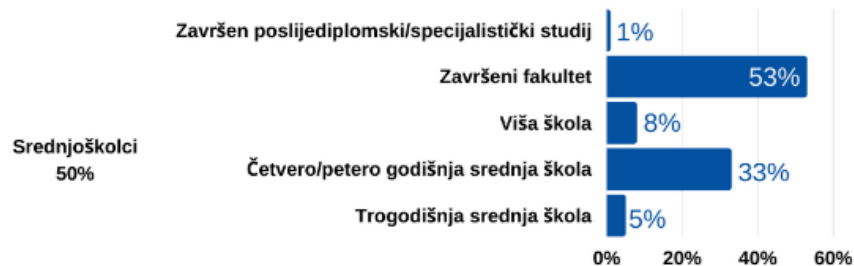 Završen poslijediplomski/specijalistički studij 1%
Završeni fakultet 53%
Viša škola 8%
Srednjoškolci
50%
Četvero/petero godišnja srednja škola 33%
Trogodišnja srednja škola 5%
0% 20% 40% 60%